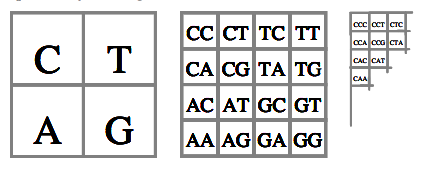 C T
A G
CC CT TC TT
CA CG TA TG
AC AT GC GT
AA AG GA GG
CCC CCT CTC
CCA CCG CTA
CAC CAT
CAA